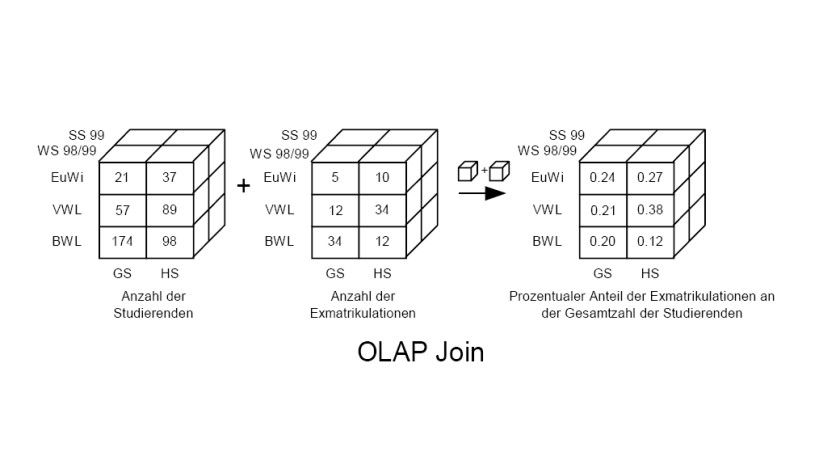 SS 99
WS 98/99
EuWi 21 37
VWL 57 89
BWL 174 98
GS HS
Anzahl der
Studierenden
+
SS 99
WS 98/99
EuWi 5 10
VWL 12 34
BWL 34 12
GS HS
Anzahl der
Exmatrikulationen
+
SS 99
WS 98/99
EuWi 0.24 0.27
VWL 0.21 0.38
BWL 0.20 0.12
GS HS
Prozentualer Anteil der Exmatrikulationen an
der Gesamtzahl der Studierenden
OLAP Join